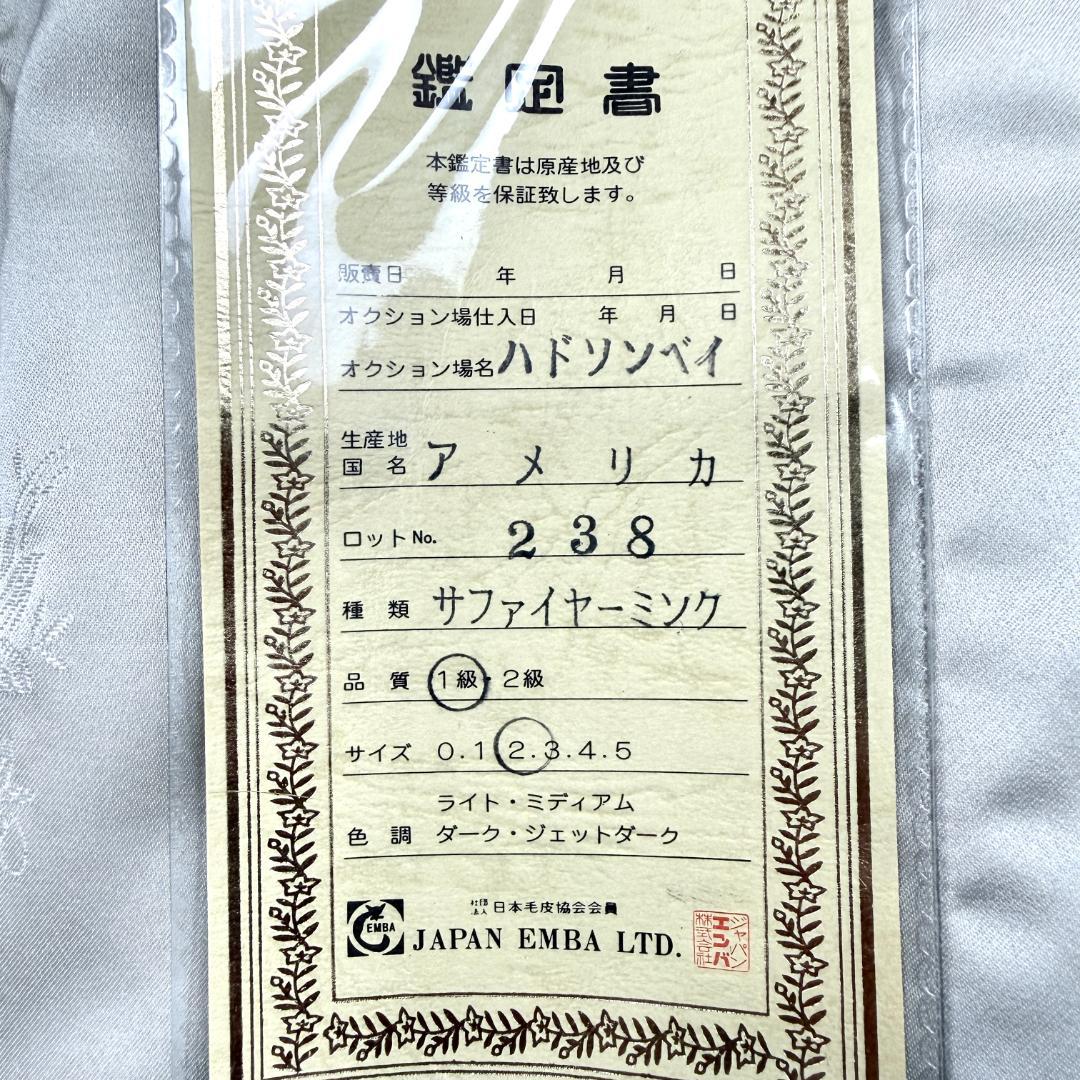 鑑定書
本鑑定書は原産地及び
等級を保証致します。
販売日 年 月 日
オークション場仕入日 年 月 日
オークション場名 ハドソンベイ
生産地
国名 アメリカ
ロットNo. 238
種類 サファイヤーミンク
品質 1級・2級
サイズ 0.1.2.3.4.5
ライト・ミディアム
色調 ダーク・ジェットダーク
社団法人 日本毛皮協会会員
EMBA JAPAN EMBA LTD.
ジャパン
エンバ
株式会社